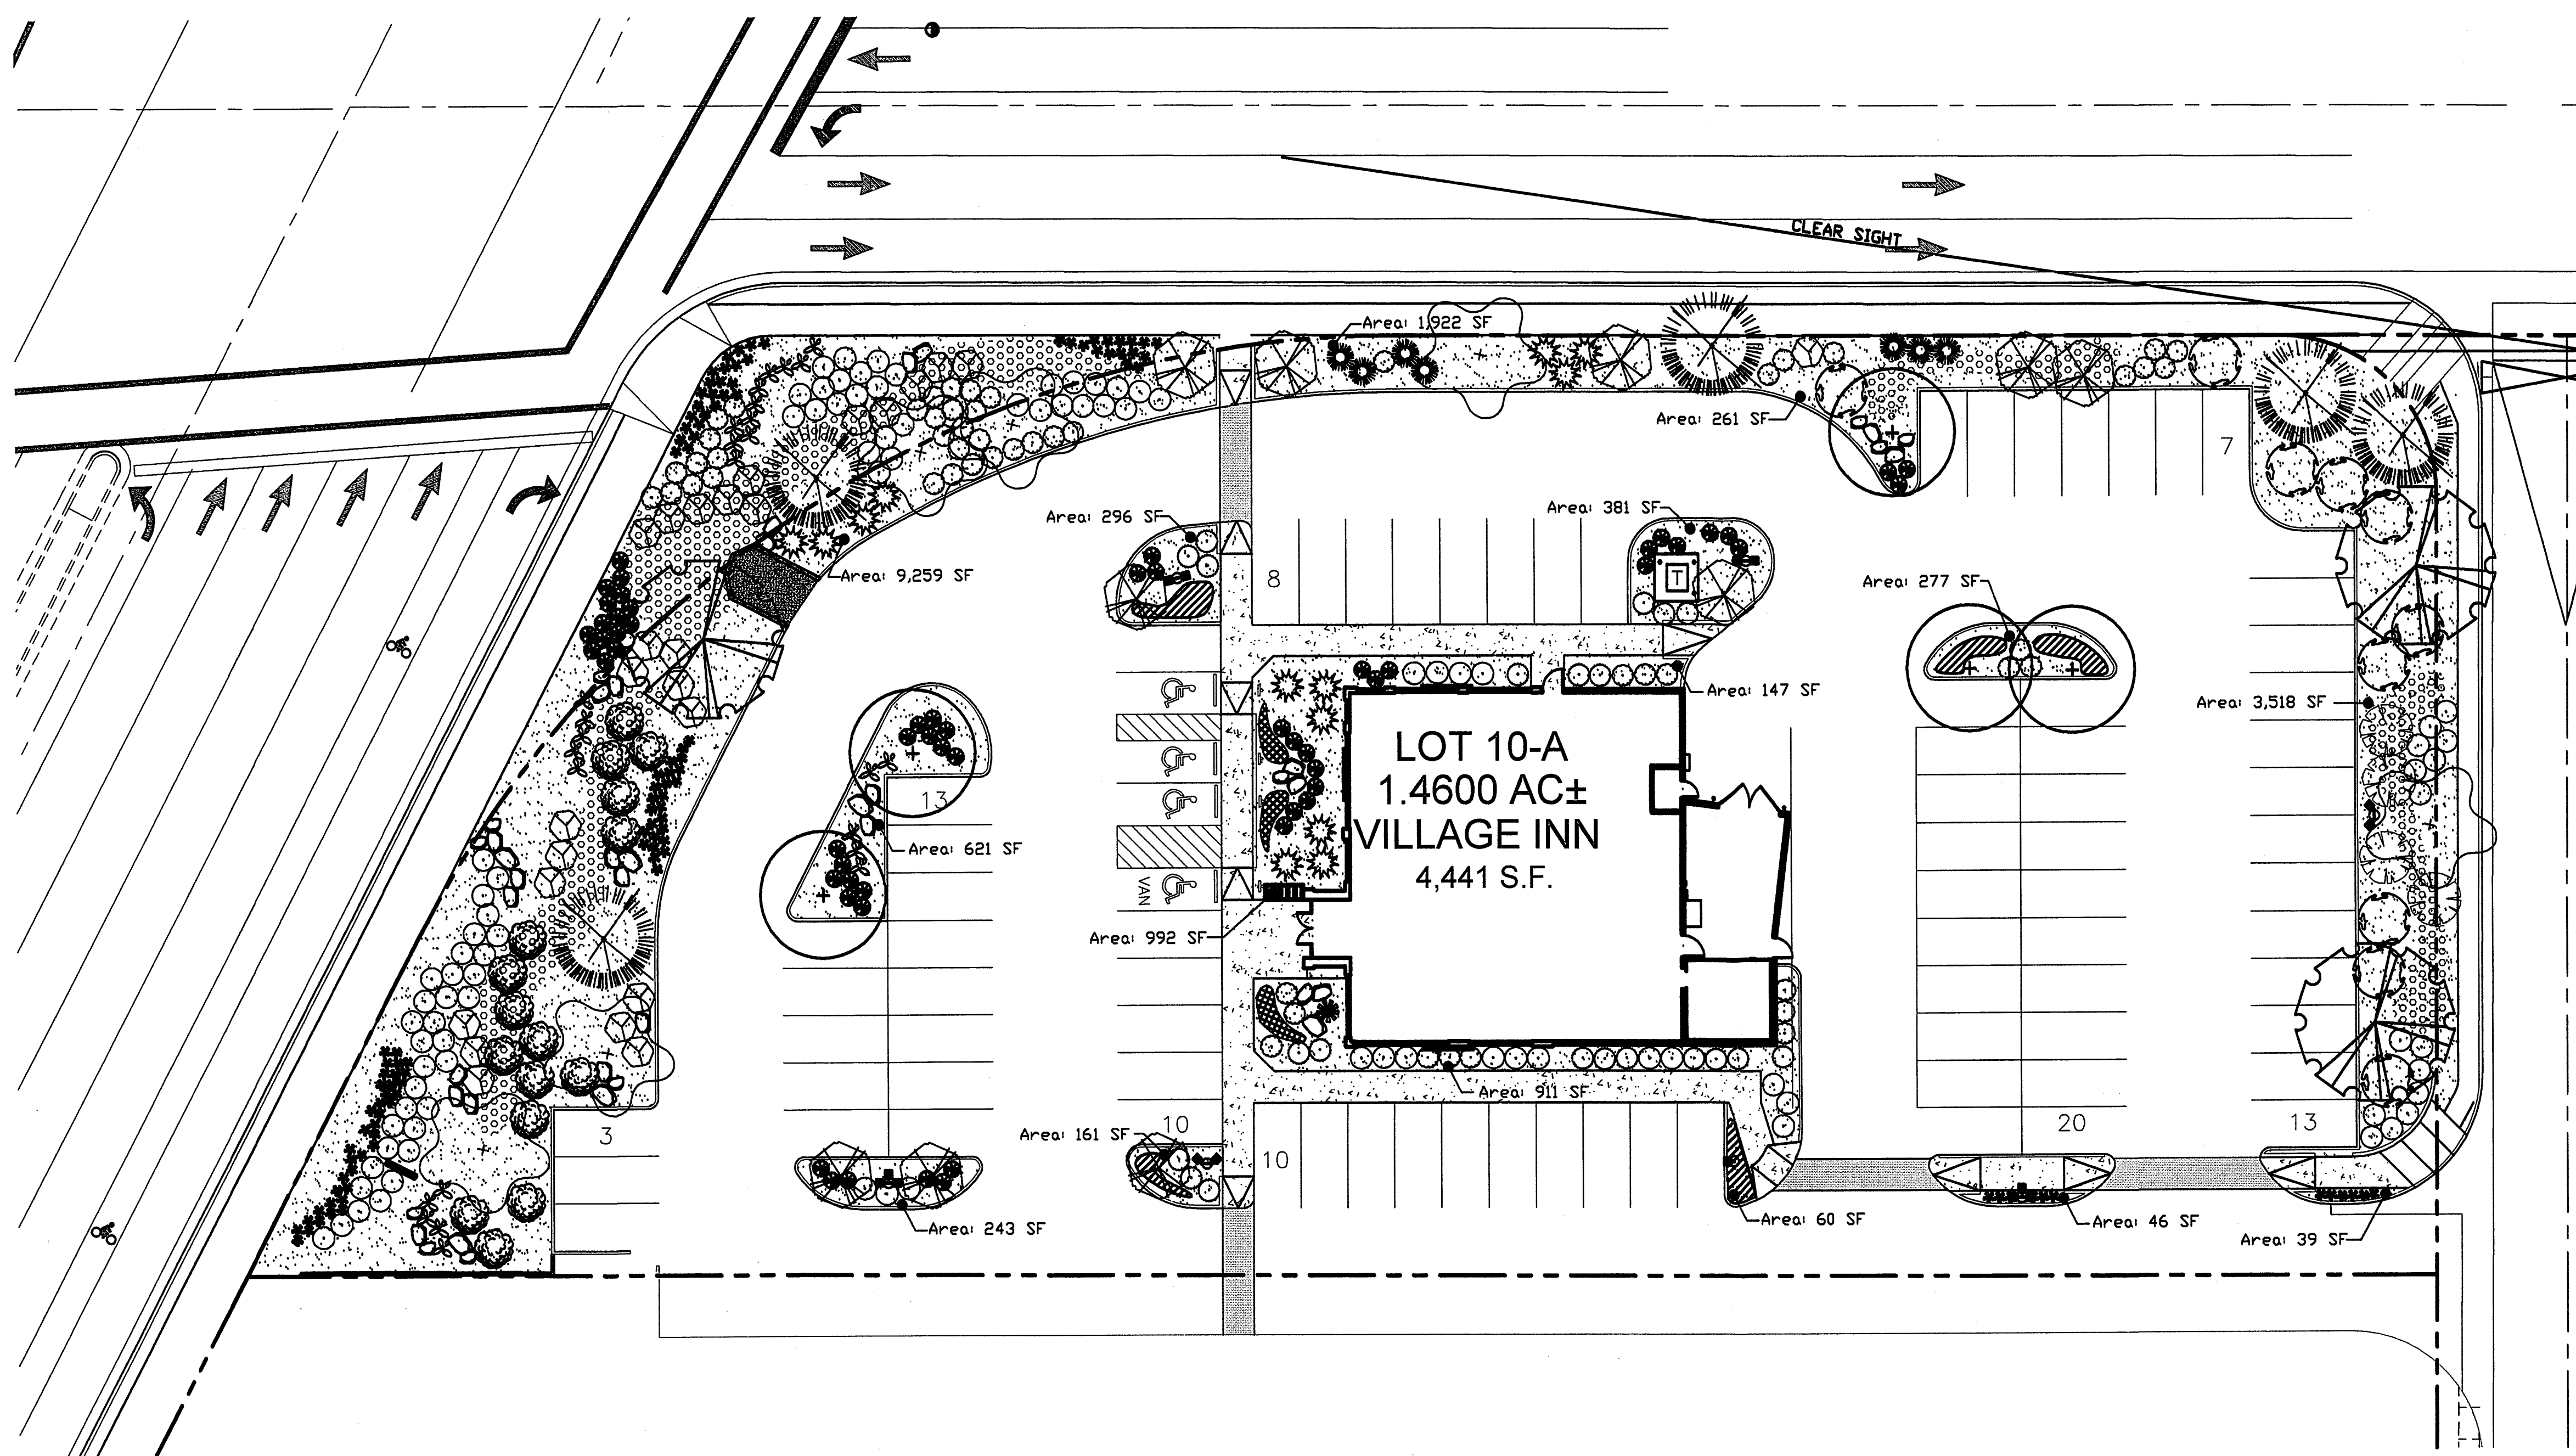 CLEAR SIGHT
Area: 1,922 SF
Area: 261 SF
7
Area: 296 SF
Area: 381 SF
Area: 9,259 SF
8
T
Area: 277 SF
Area: 147 SF
Area: 3,518 SF
LOT 10-A
1.4600 AC±
VILLAGE INN
4,441 S.F.
13
Area: 621 SF
VAN
Area: 992 SF
Area: 911 SF
3
Area: 161 SF
10
10
20
13
Area: 243 SF
Area: 60 SF
Area: 46 SF
Area: 39 SF